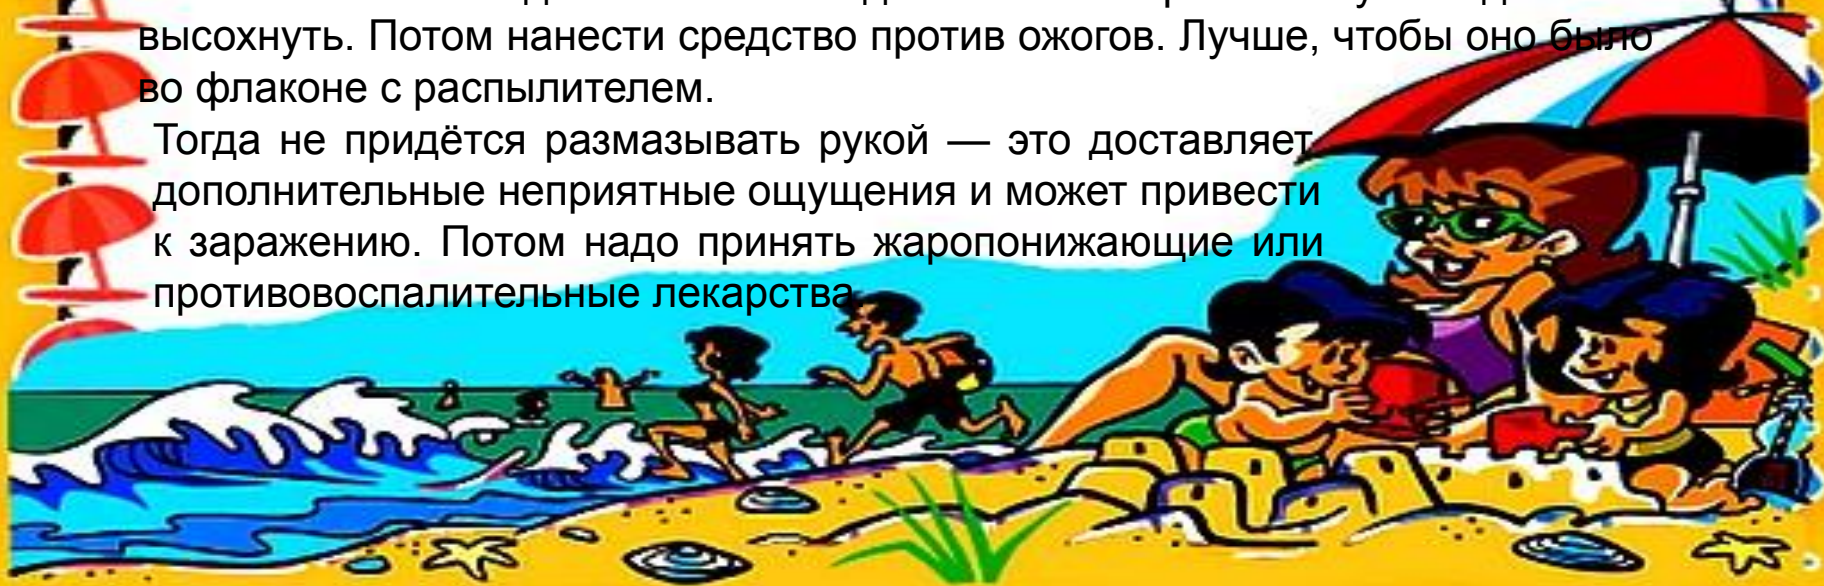 высохнуть. Потом нанести средство против ожогов. Лучше, чтобы оно было
во флаконе с распылителем.
Тогда не придётся размазывать рукой — это доставляет
дополнительные неприятные ощущения и может привести
к заражению. Потом надо принять жаропонижающие или
противовоспалительные лекарства